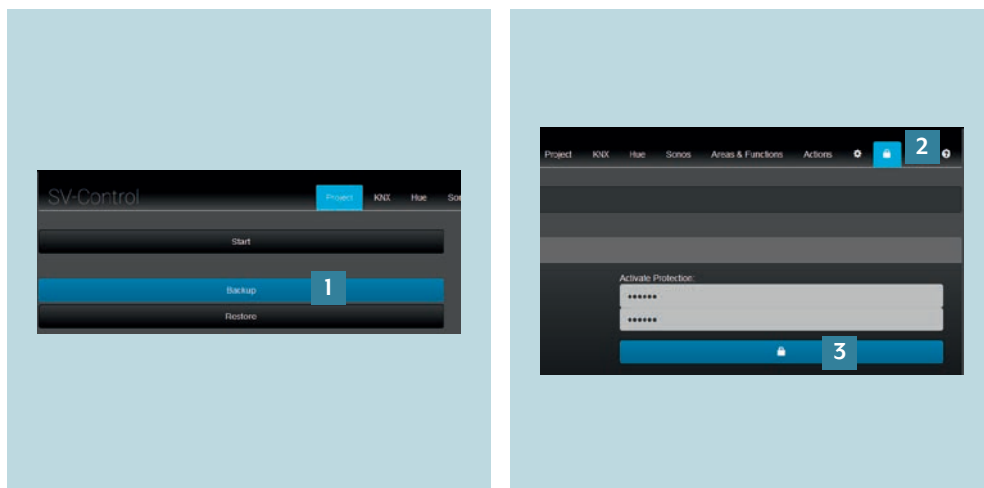 SV-Control
Project KNX Hue Son
Start
Backup 1
Restore
Project KNX Hue Sonos Areas & Functions Actions 2
Activate Protection:
••••••
••••••
3